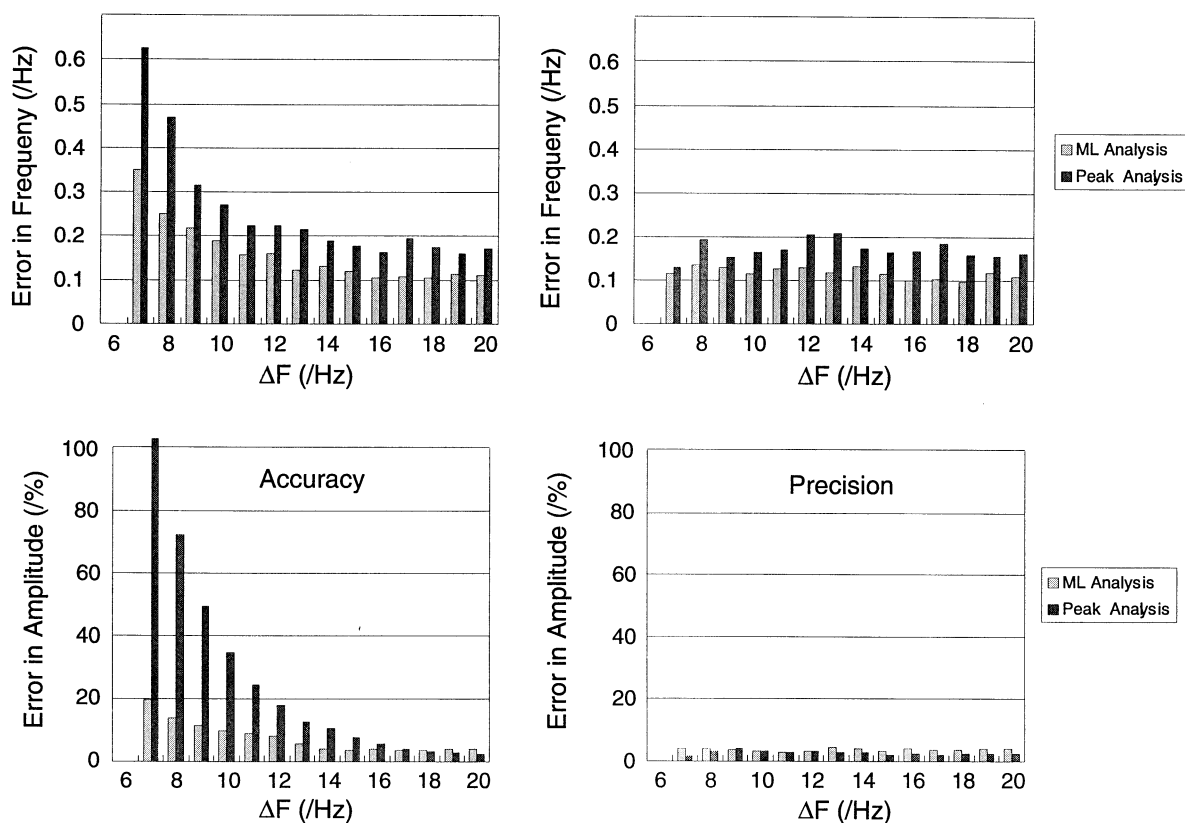 Error in Frequeny (/Hz)
0.6
0.5
0.4
0.3
0.2
0.1
0
6 8 10 12 14 16 18 20
ΔF (/Hz)
Error in Frequeny (/Hz)
0.6
0.5
0.4
0.3
0.2
0.1
0
6 8 10 12 14 16 18 20
ΔF (/Hz)
ML Analysis
Peak Analysis
Error in Amplitude (/%)
Accuracy
100
80
60
40
20
0
6 8 10 12 14 16 18 20
ΔF (/Hz)
Error in Amplitude (/%)
Precision
100
80
60
40
20
0
6 8 10 12 14 16 18 20
ΔF (/Hz)
ML Analysis
Peak Analysis